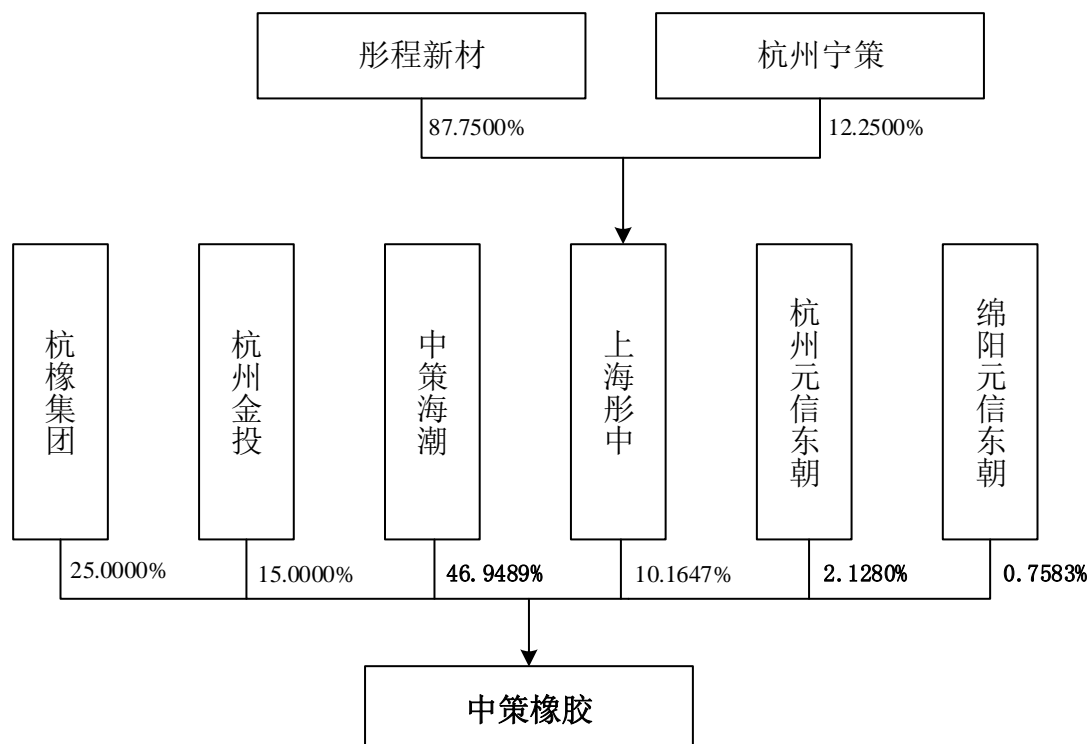 彤程新材
杭州宁策
87.7500%
12.2500%
杭橡集团
杭州金投
中策海潮
上海彤中
杭州元信东朝
绵阳元信东朝
25.0000%
15.0000%
46.9489%
10.1647%
2.1280%
0.7583%
中策橡胶